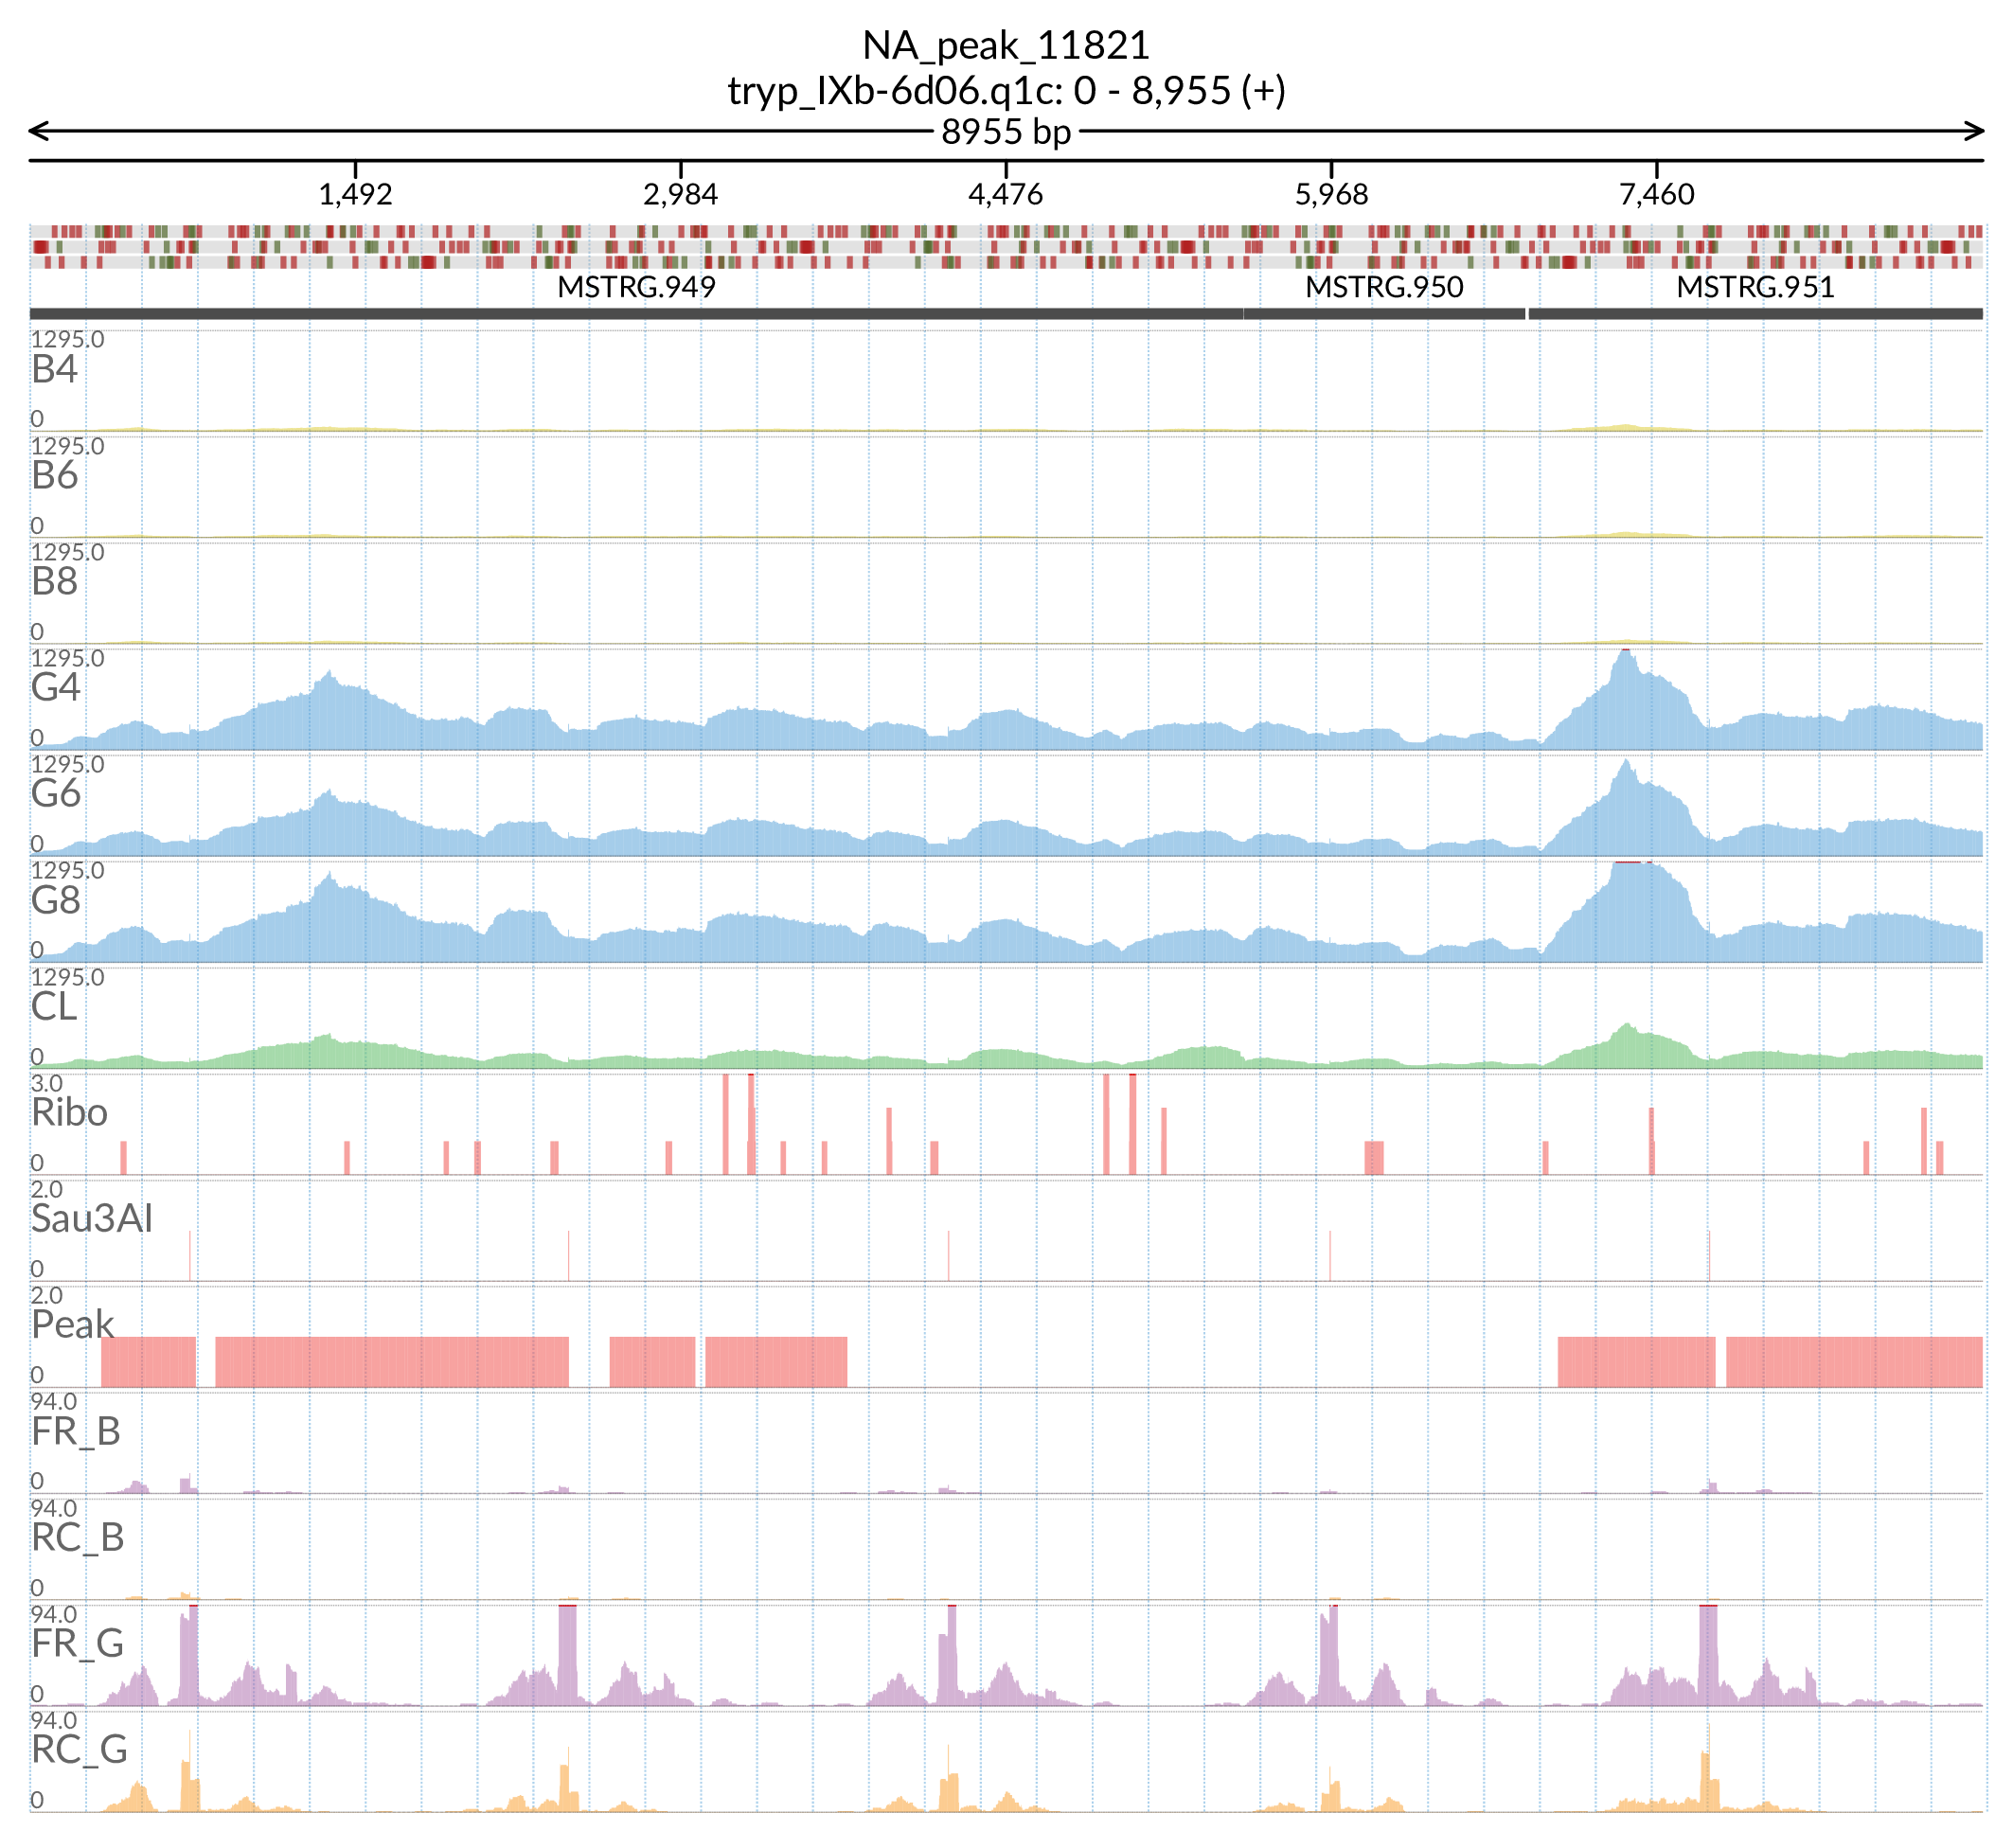 NA_peak_11821
tryp_IXb-6d06.q1c: 0 - 8,955 (+)
8955 bp
1,492 2,984 4,476 5,968 7,460
MSTRG.949 MSTRG.950 MSTRG.951
1295.0
B4
0
1295.0
B6
0
1295.0
B8
0
1295.0
G4
0
1295.0
G6
0
1295.0
G8
0
1295.0
CL
0
3.0
Ribo
0
2.0
Sau3AI
0
2.0
Peak
0
94.0
FR_B
0
94.0
RC_B
0
94.0
FR_G
0
94.0
RC_G
0